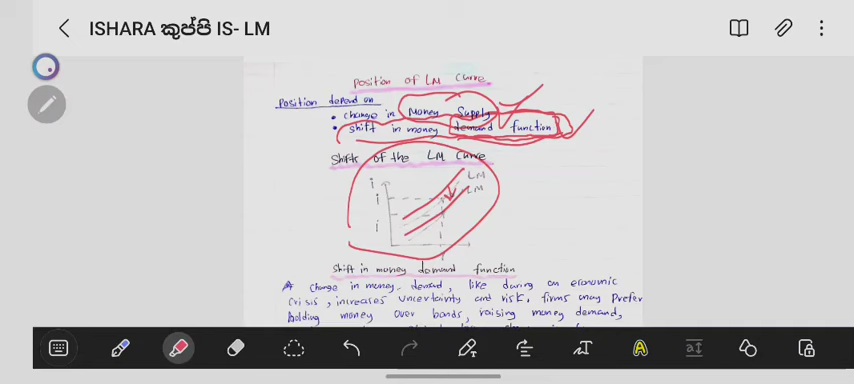 ISHARA කුප්පි IS- LM
Position of LM Curve
Position depend on
• change in Money Supply
• shift in money demand function
Shifts of the LM Curve
i
LM
i
LM
i
Shift in money demand function
A change in money demand, like during an economic
crisis, increases uncertainty and risk, firms may prefer
holding money over bonds, raising money demand,